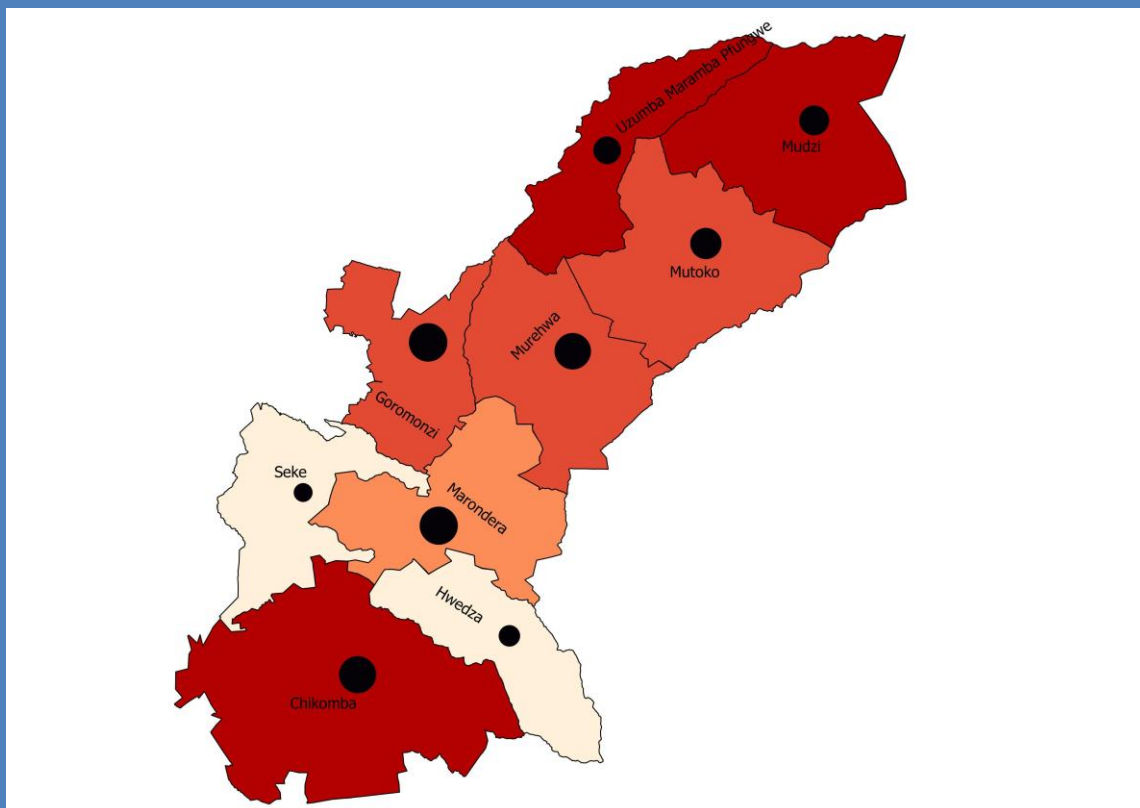 Uzumba Maramba Pfungwe
Mudzi
Mutoko
Murehwa
Goromonzi
Seke
Marondera
Hwedza
Chikomba